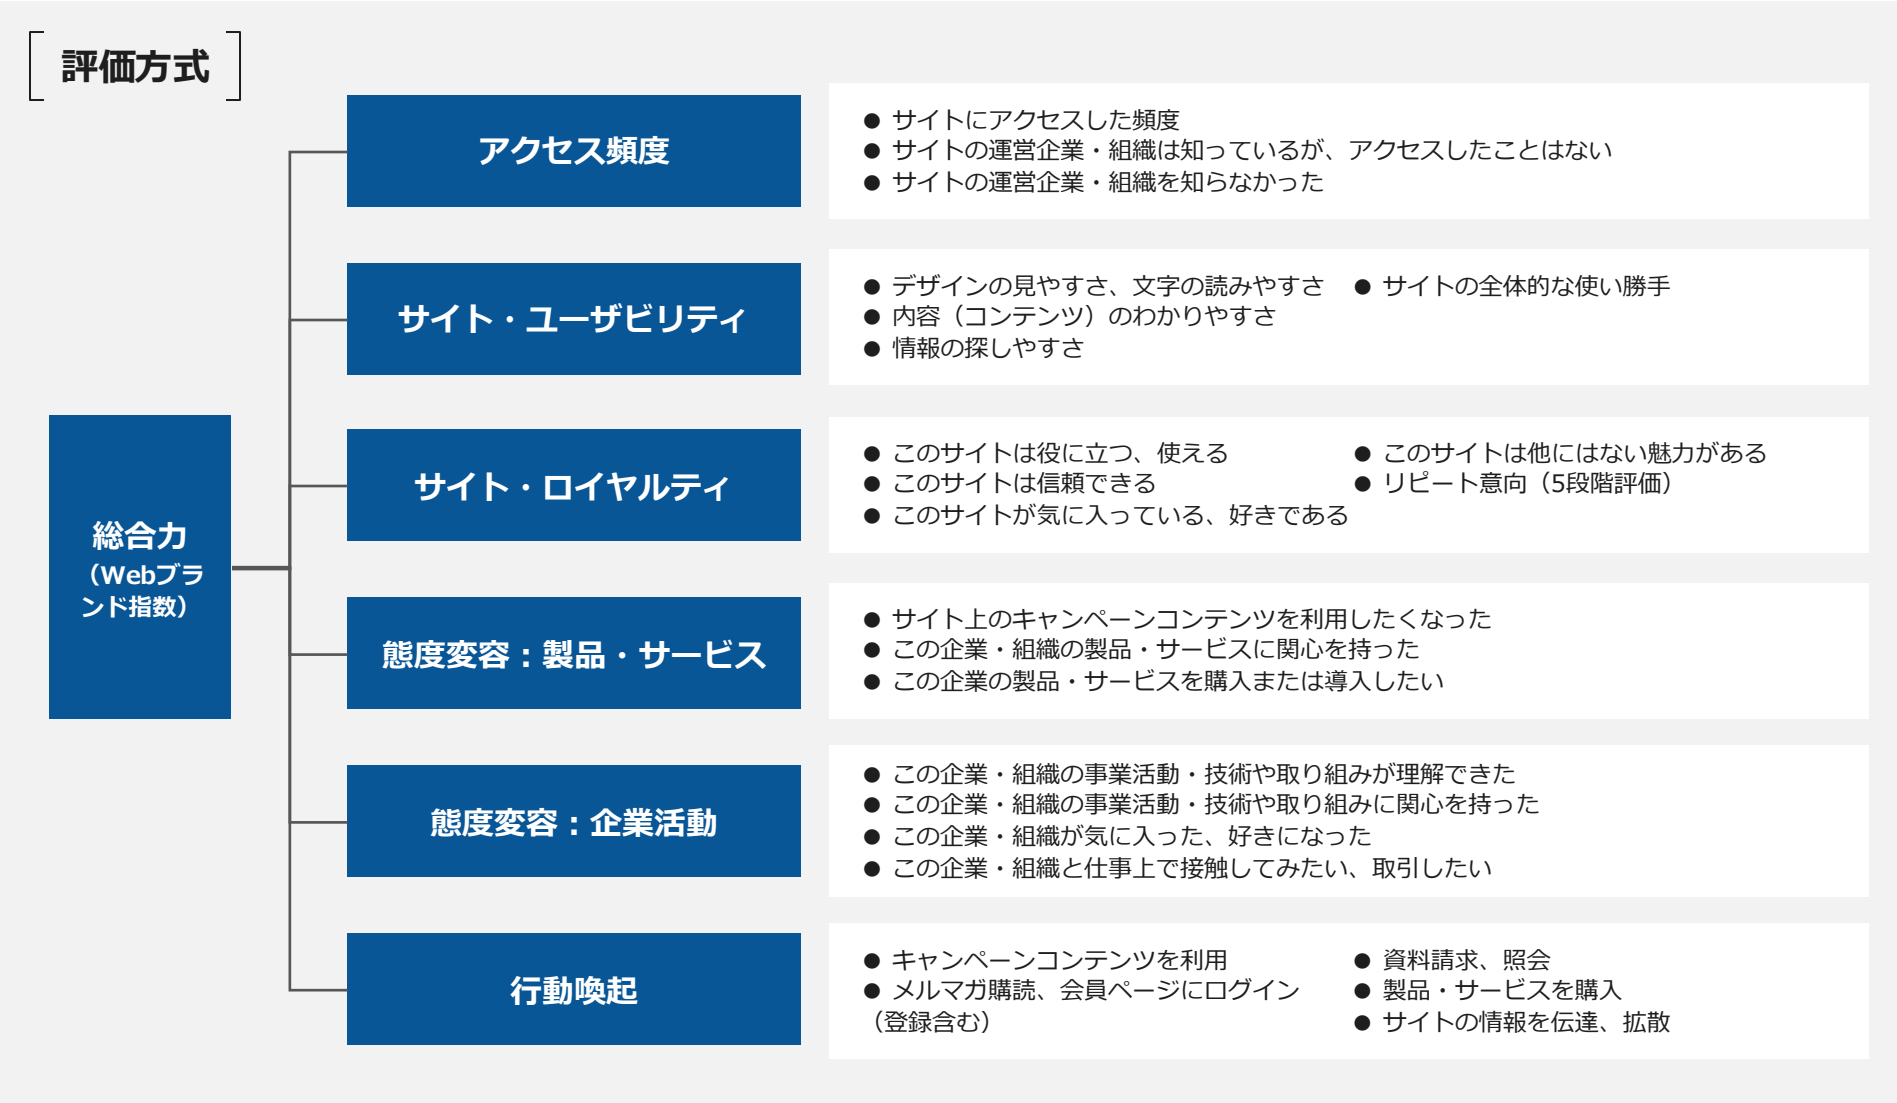 評価方式
総合力
（Webブラ
ンド指数）
アクセス頻度
● サイトにアクセスした頻度
● サイトの運営企業・組織は知っているが、アクセスしたことはない
● サイトの運営企業・組織を知らなかった
サイト・ユーザビリティ
● デザインの見やすさ、文字の読みやすさ
● 内容（コンテンツ）のわかりやすさ
● 情報の探しやすさ
● サイトの全体的な使い勝手
サイト・ロイヤルティ
● このサイトは役に立つ、使える
● このサイトは信頼できる
● このサイトが気に入っている、好きである
● このサイトは他にはない魅力がある
● リピート意向（5段階評価）
態度変容：製品・サービス
● サイト上のキャンペーンコンテンツを利用したくなった
● この企業・組織の製品・サービスに関心を持った
● この企業の製品・サービスを購入または導入したい
態度変容：企業活動
● この企業・組織の事業活動・技術や取り組みが理解できた
● この企業・組織の事業活動・技術や取り組みに関心を持った
● この企業・組織が気に入った、好きになった
● この企業・組織と仕事上で接触してみたい、取引したい
行動喚起
● キャンペーンコンテンツを利用
● メルマガ購読、会員ページにログイン
（登録含む）
● 資料請求、照会
● 製品・サービスを購入
● サイトの情報を伝達、拡散